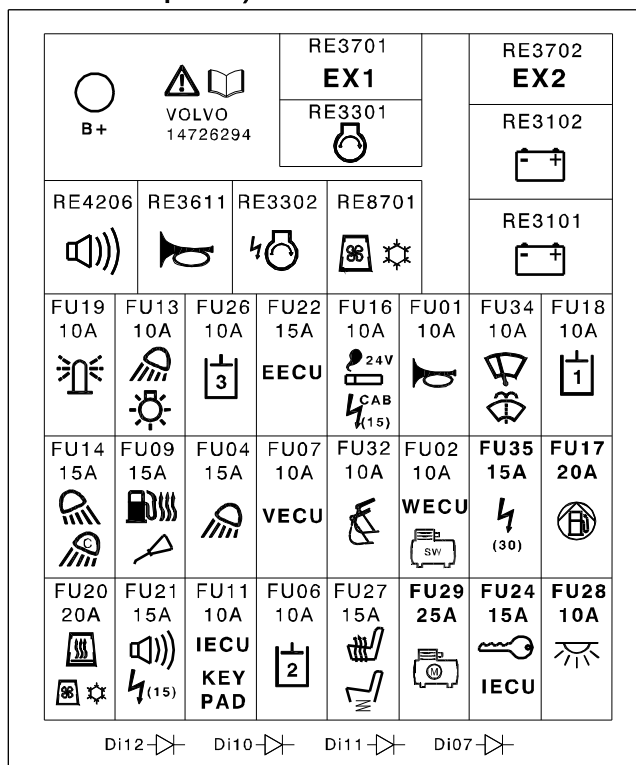 RE3701
EX1
RE3702
EX2
B+
VOLVO
14726294
RE3301
RE3102
- +
RE4206 RE3611 RE3302 RE8701
RE3101
- +
FU19 FU13 FU26 FU22 FU16 FU01 FU34 FU18
10A 10A 10A 15A 10A 10A 10A 10A
3
EECU
24V
CAB
(15)
1
FU14 FU09 FU04 FU07 FU32 FU02 FU35 FU17
15A 15A 15A 10A 10A 10A 15A 20A
C
VECU
WECU
SW
(30)
FU20 FU21 FU11 FU06 FU27 FU29 FU24 FU28
20A 15A 10A 10A 15A 25A 15A 10A
(15)
IECU
KEY
PAD
2
M
IECU
Di12 Di10 Di11 Di07